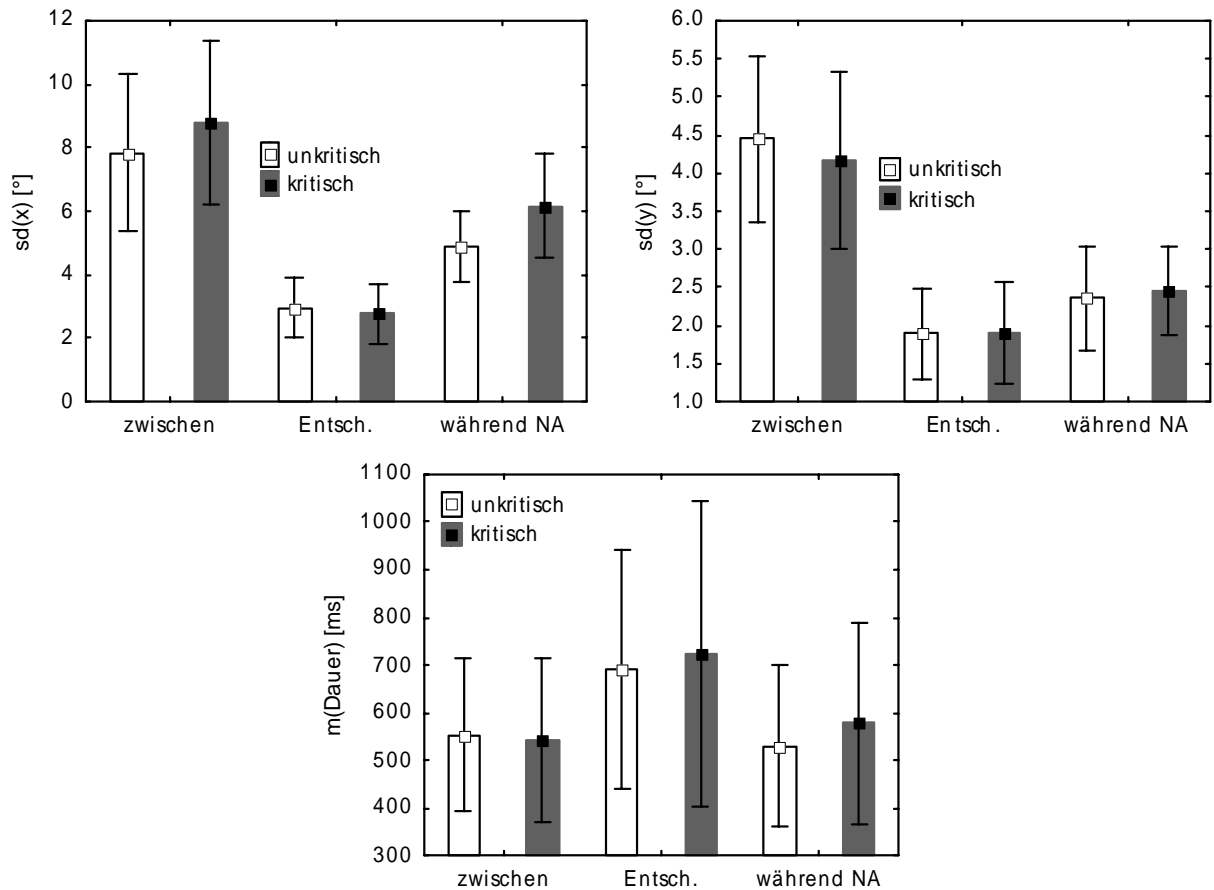 12
10
8
6
4
2
0
sd(x) [°]
unkritisch
kritisch
zwischen Entsch. während NA
6.0
5.5
5.0
4.5
4.0
3.5
3.0
2.5
2.0
1.5
1.0
sd(y) [°]
unkritisch
kritisch
zwischen Entsch. während NA
1100
1000
900
800
700
600
500
400
300
m(Dauer) [ms]
unkritisch
kritisch
zwischen Entsch. während NA